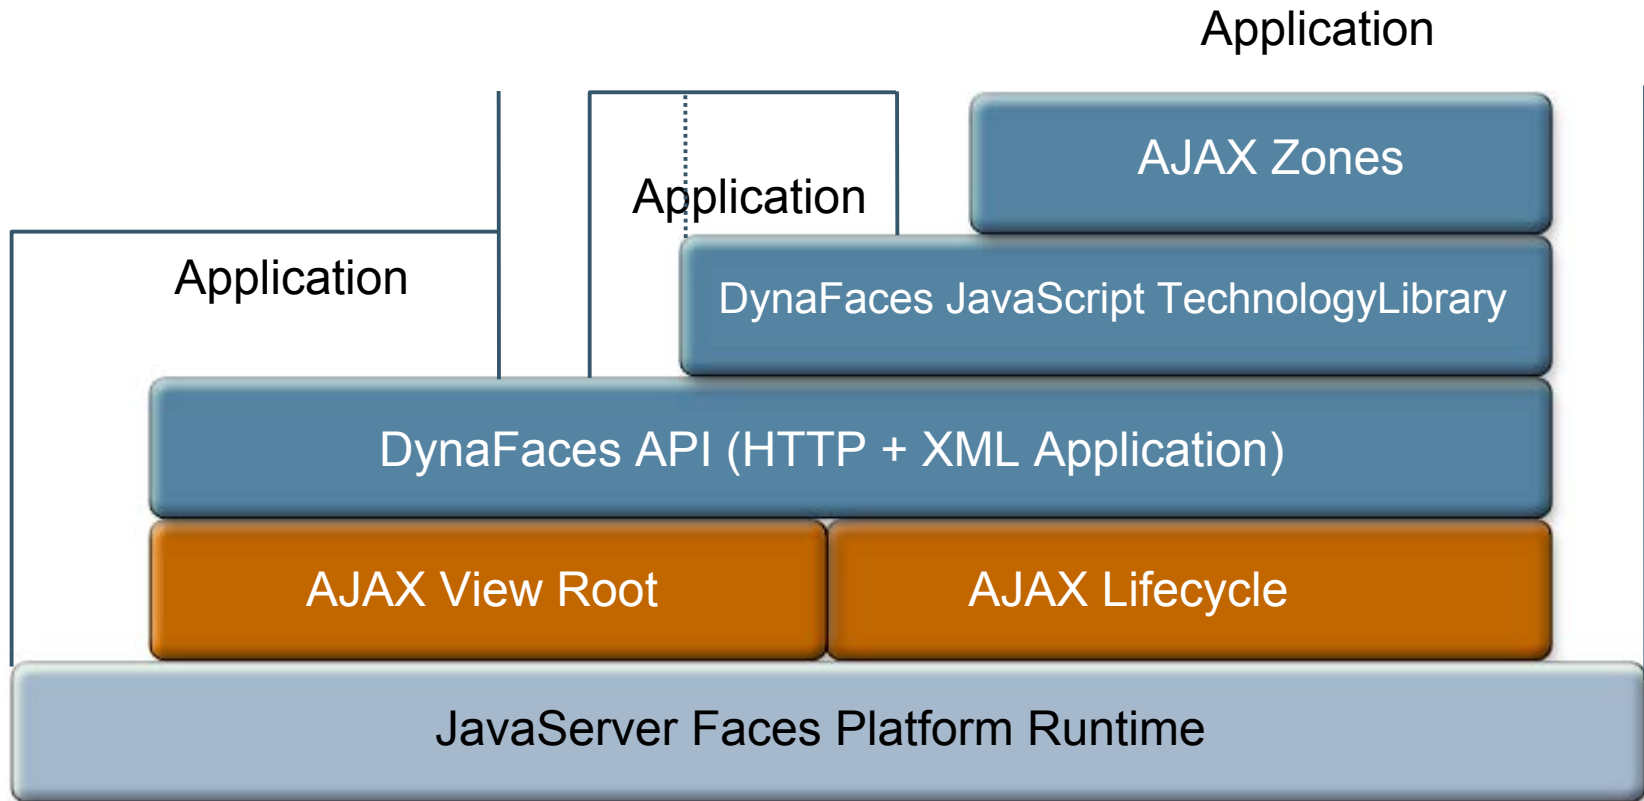 Application
AJAX Zones
Application
Application
DynaFaces JavaScript TechnologyLibrary
DynaFaces API (HTTP + XML Application)
AJAX View Root
AJAX Lifecycle
JavaServer Faces Platform Runtime